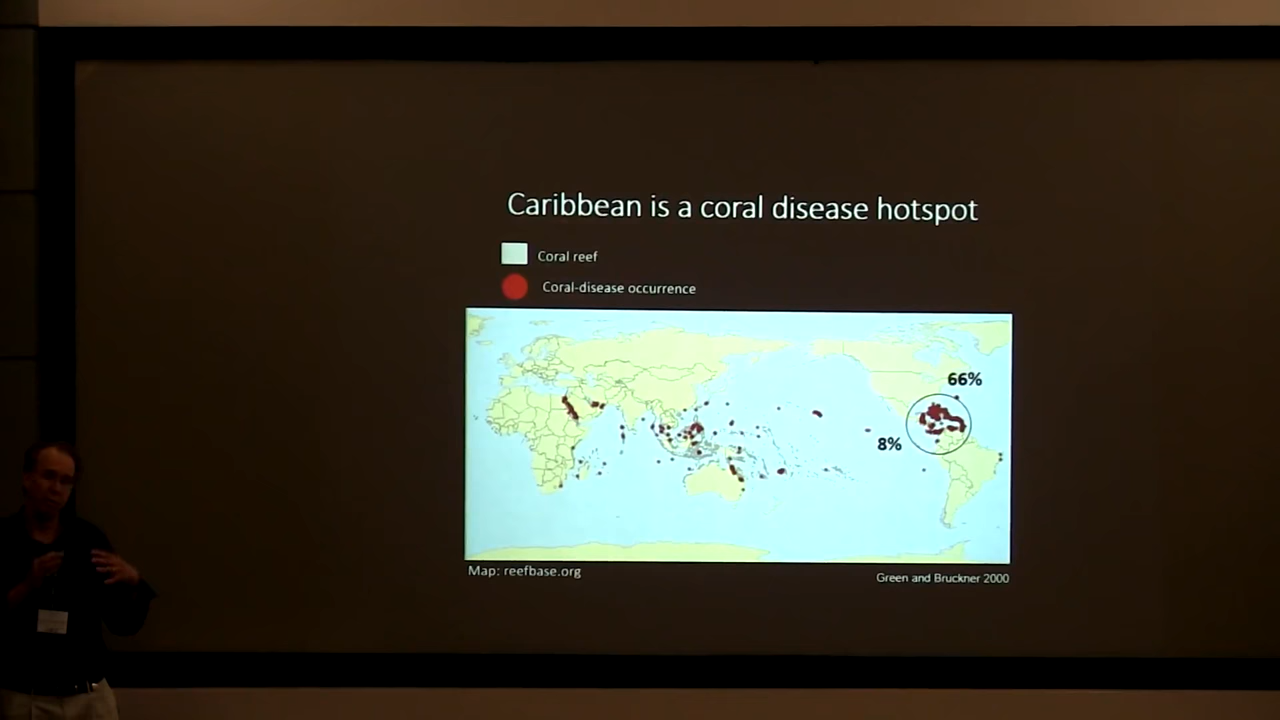 Caribbean is a coral disease hotspot
Coral reef
Coral-disease occurrence
66%
8%
Map: reefbase.org
Green and Bruckner 2000